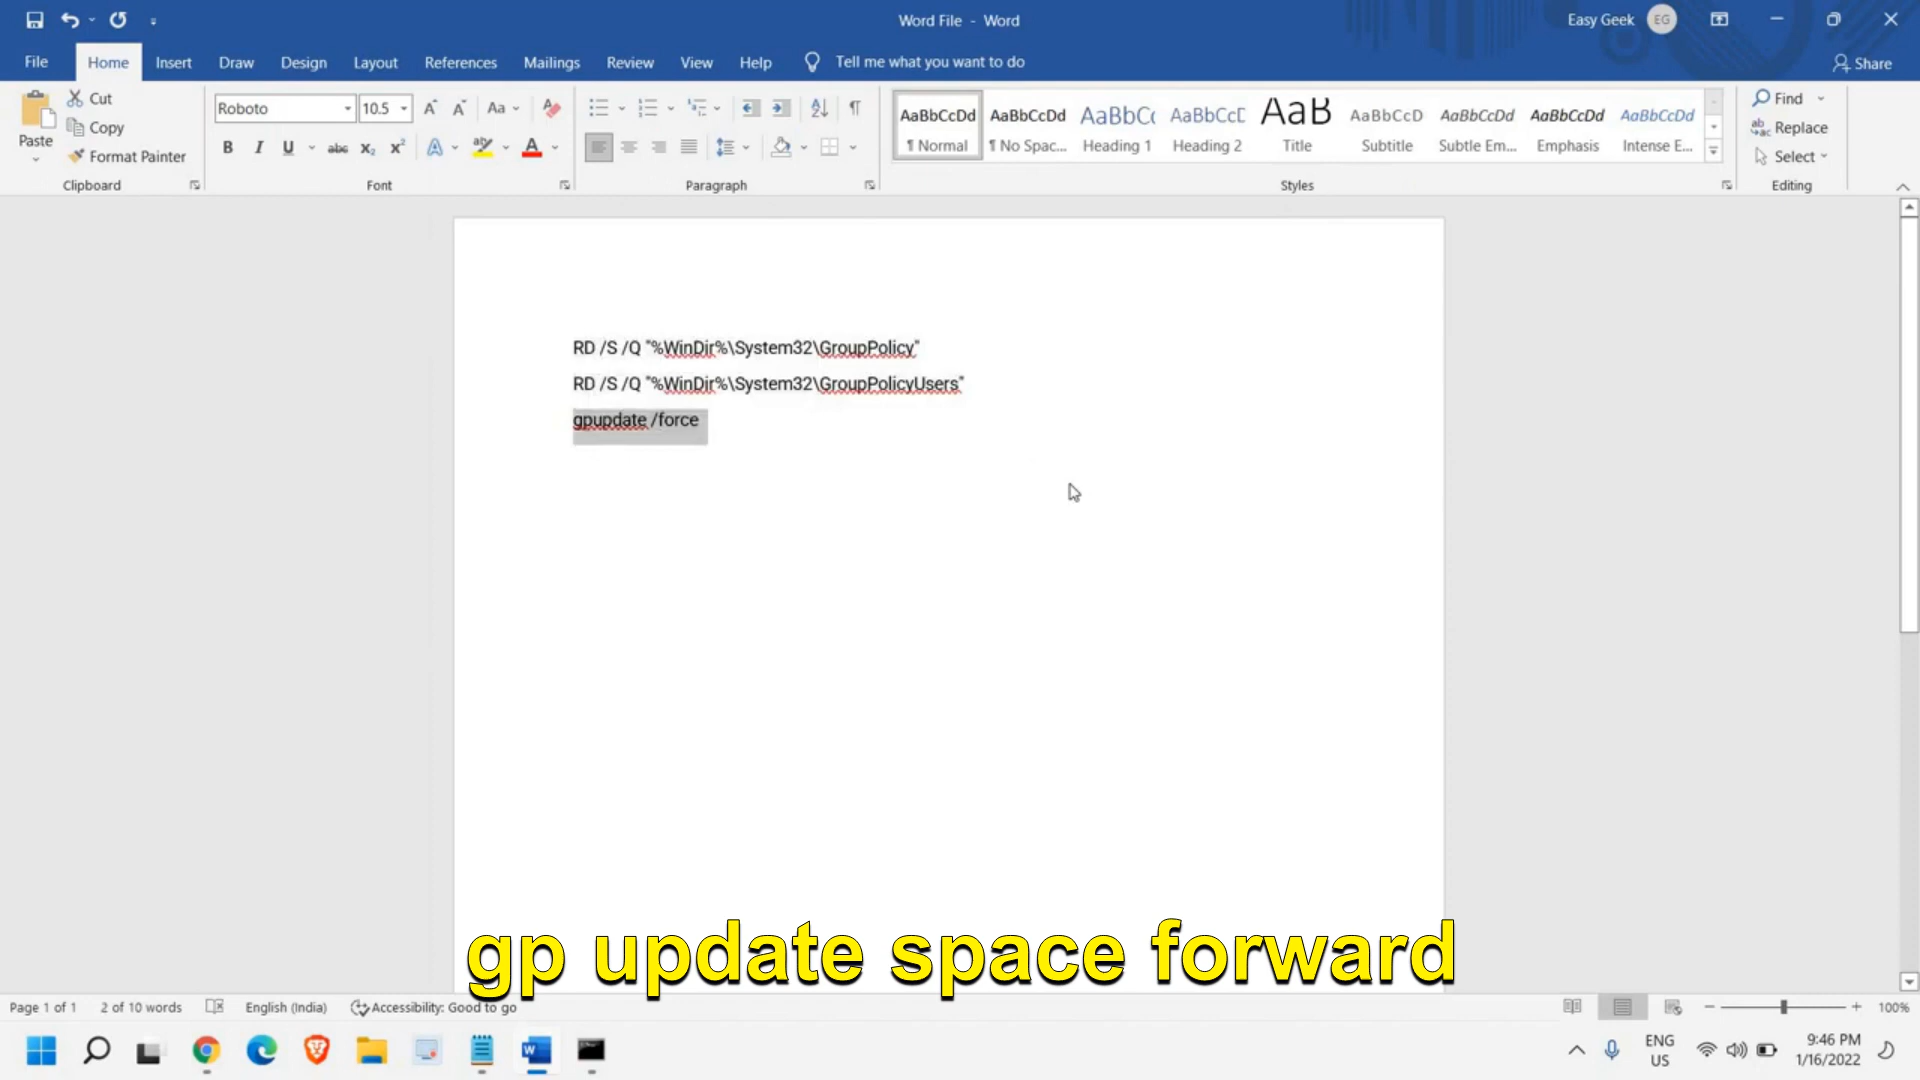 Word File - Word
Easy Geek EG
File Home Insert Draw Design Layout References Mailings Review View Help Tell me what you want to do Share
Paste
Cut
Copy
Format Painter
Clipboard
Roboto 10.5 Aa
B I U abc x₂ x² A A
Font
Paragraph
AaBbCcDd AaBbCcDd AaBbC( AaBbCcE AaB AaBbCcD AaBbCcDd AaBbCcDd AaBbCcDd
¶ Normal ¶ No Spac... Heading 1 Heading 2 Title Subtitle Subtle Em... Emphasis Intense E...
Styles
Find
Replace
Select
Editing
RD /S /Q "%WinDir%\System32\GroupPolicy"
RD /S /Q "%WinDir%\System32\GroupPolicyUsers"
gpupdate /force
gp update space forward
Page 1 of 1 2 of 10 words English (India) Accessibility: Good to go 100%
ENG
US
9:46 PM
1/16/2022